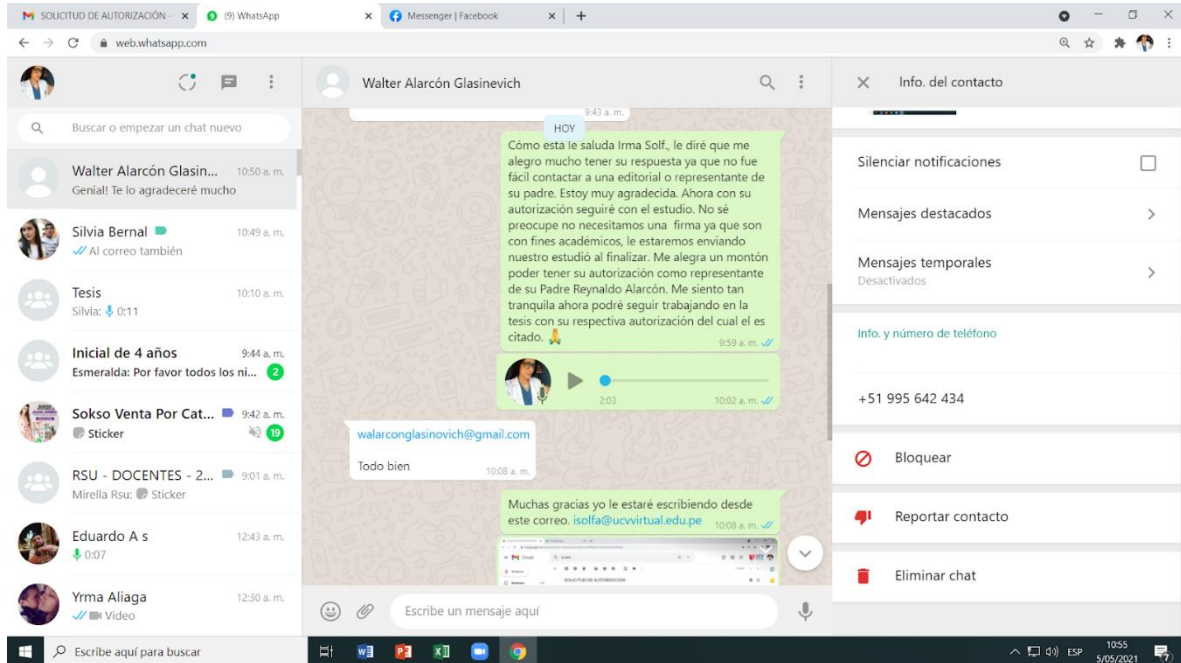 SOLICITUD DE AUTORIZACIÓN -
(9) WhatsApp
Messenger | Facebook
web.whatsapp.com
Buscar o empezar un chat nuevo
Walter Alarcón Glasin...
10:50 a. m.
Genial! Te lo agradeceré mucho
Silvia Bernal
10:49 a. m.
Al correo también
Tesis
10:10 a. m.
Silvia: 0:11
Inicial de 4 años
9:44 a. m.
Esmeralda: Por favor todos los ni...
2
Sokso Venta Por Cat...
9:42 a. m.
Sticker
19
RSU - DOCENTES - 2...
9:01 a. m.
Mirella Rsu: Sticker
Eduardo A s
12:43 a. m.
0:07
Yrma Aliaga
12:30 a. m.
Video
Walter Alarcón Glasinevich
9:43 a. m.
HOY
Cómo esta le saluda Irma Solf., le diré que me
alegro mucho tener su respuesta ya que no fue
fácil contactar a una editorial o representante de
su padre. Estoy muy agradecida. Ahora con su
autorización seguiré con el estudio. No sé
preocupe no necesitamos una firma ya que son
con fines académicos, le estaremos enviando
nuestro estudió al finalizar. Me alegra un montón
poder tener su autorización como representante
de su Padre Reynaldo Alarcón. Me siento tan
tranquila ahora podré seguir trabajando en la
tesis con su respectiva autorización del cual el es
citado. 🙏
9:59 a. m.
2:03
10:02 a. m.
walarconglasinovich@gmail.com
Todo bien
10:08 a. m.
Muchas gracias yo le estaré escribiendo desde
este correo. isolfa@ucvvirtual.edu.pe
10:08 a. m.
SOLICITUD DE AUTORIZACIÓN
Escribe un mensaje aquí
Info. del contacto
Silenciar notificaciones
Mensajes destacados
Mensajes temporales
Desactivados
Info. y número de teléfono
+51 995 642 434
Bloquear
Reportar contacto
Eliminar chat
Escribe aquí para buscar
ESP
10:55
5/05/2021
7